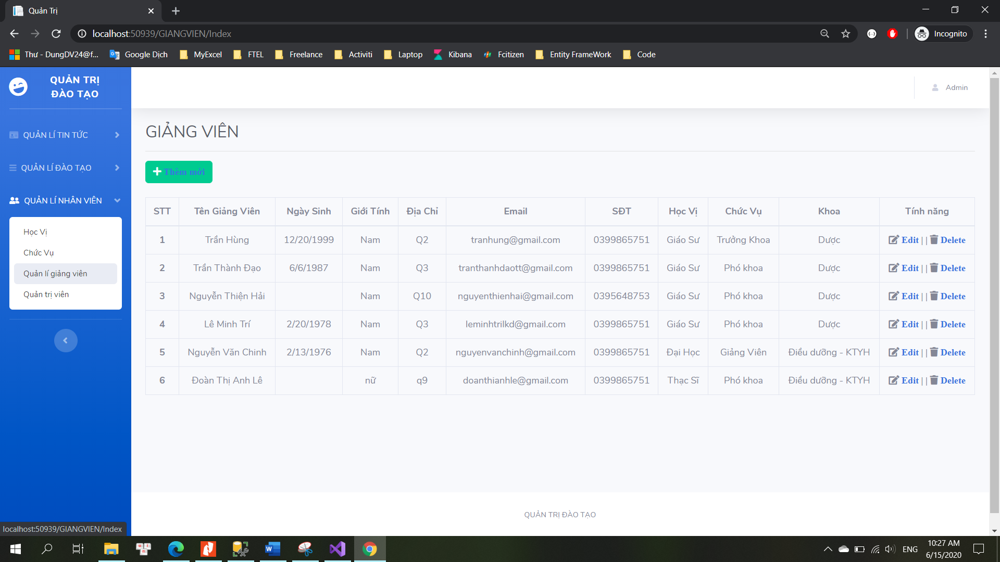 Quản Trị
localhost:50939/GIANGVIEN/Index
Incognito
Thư - DungDV24@f...
Google Dịch
MyExcel
FTEL
Freelance
Activiti
Laptop
Kibana
Fcitizen
Entity FrameWork
Code
QUẢN TRỊ
ĐÀO TẠO
Admin
QUẢN LÍ TIN TỨC
QUẢN LÍ ĐÀO TẠO
QUẢN LÍ NHÂN VIÊN
Học Vị
Chức Vụ
Quản lí giảng viên
Quản trị viên
GIẢNG VIÊN
Thêm mới
STT Tên Giảng Viên Ngày Sinh Giới Tính Địa Chỉ Email SĐT Học Vị Chức Vụ Khoa Tính năng
1 Trần Hùng 12/20/1999 Nam Q2 tranhung@gmail.com 0399865751 Giáo Sư Trưởng Khoa Dược Edit || Delete
2 Trần Thành Đạo 6/6/1987 Nam Q3 tranthanhdaott@gmail.com 0399865751 Giáo Sư Phó khoa Dược Edit || Delete
3 Nguyễn Thiện Hải Nam Q10 nguyenthienhai@gmail.com 0395648753 Giáo Sư Phó khoa Dược Edit || Delete
4 Lê Minh Trí 2/20/1978 Nam Q3 leminhtrilkd@gmail.com 0399865751 Giáo Sư Phó khoa Dược Edit || Delete
5 Nguyễn Văn Chinh 2/13/1976 Nam Q2 nguyenvanchinh@gmail.com 0399865751 Đại Học Giảng Viên Điều dưỡng - KTYH Edit || Delete
6 Đoàn Thị Anh Lê nữ q9 doanthianhle@gmail.com 0399865751 Thạc Sĩ Phó khoa Điều dưỡng - KTYH Edit || Delete
QUẢN TRỊ ĐÀO TẠO
localhost:50939/GIANGVIEN/Index
ENG
10:27 AM
6/15/2020